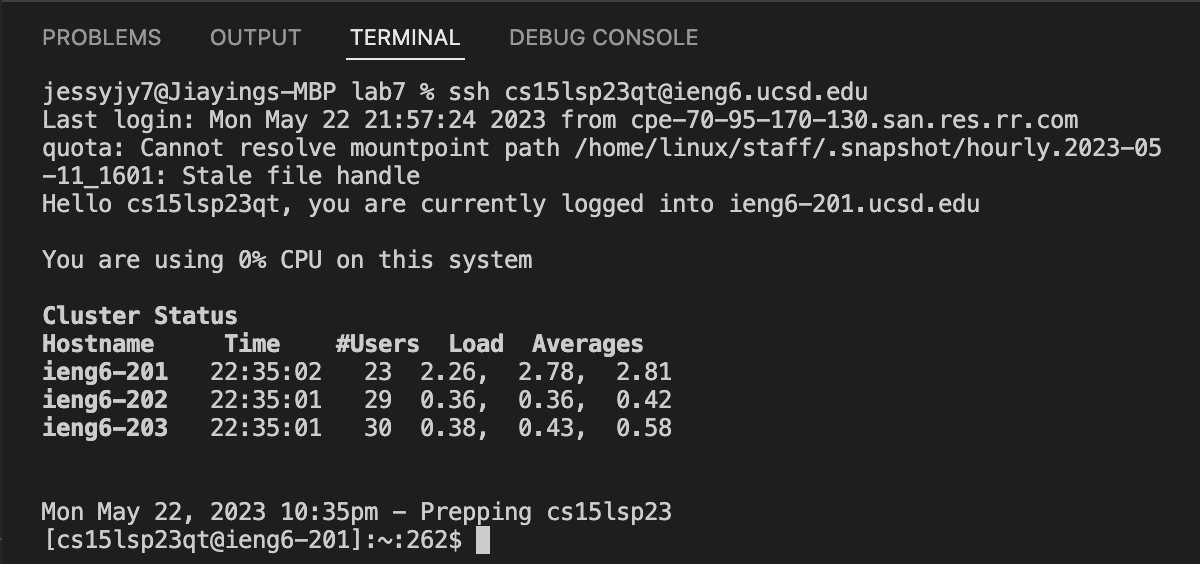 PROBLEMS OUTPUT TERMINAL DEBUG CONSOLE
jessyjy7@Jiayings-MBP lab7 % ssh cs15lsp23qt@ieng6.ucsd.edu
Last login: Mon May 22 21:57:24 2023 from cpe-70-95-170-130.san.res.rr.com
quota: Cannot resolve mountpoint path /home/linux/staff/.snapshot/hourly.2023-05
-11_1601: Stale file handle
Hello cs15lsp23qt, you are currently logged into ieng6-201.ucsd.edu
You are using 0% CPU on this system
Cluster Status
Hostname     Time    #Users  Load  Averages
ieng6-201   22:35:02   23  2.26,  2.78,  2.81
ieng6-202   22:35:01   29  0.36,  0.36,  0.42
ieng6-203   22:35:01   30  0.38,  0.43,  0.58
Mon May 22, 2023 10:35pm - Prepping cs15lsp23
[cs15lsp23qt@ieng6-201]:~:262$